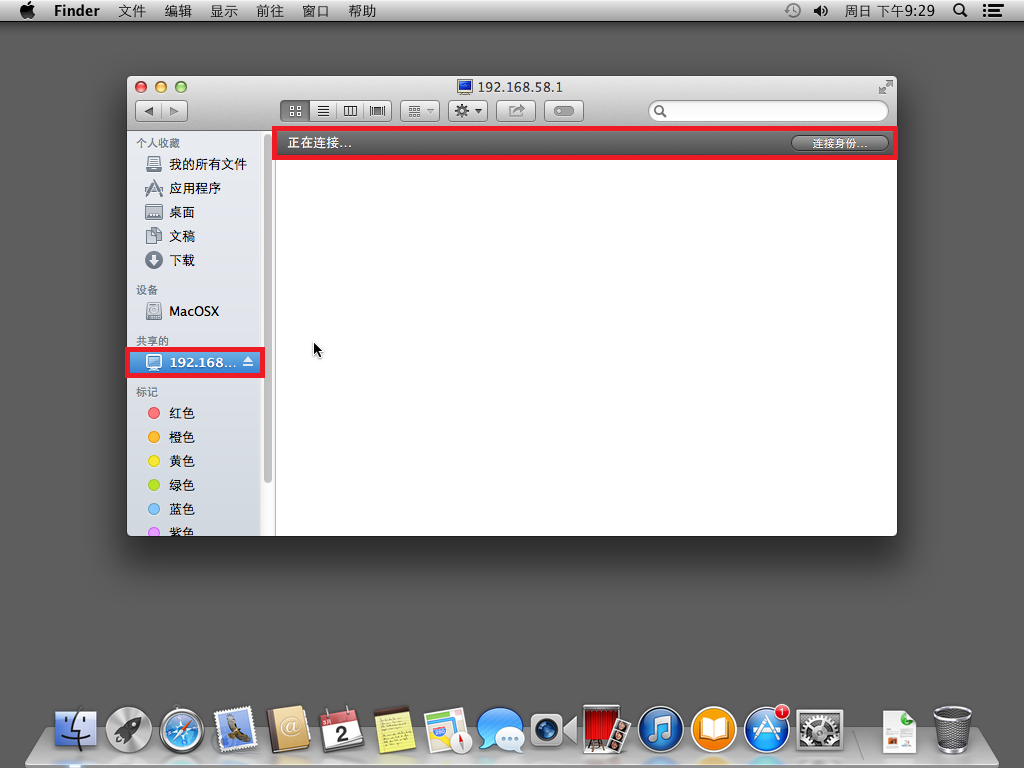 Finder 文件 编辑 显示 前往 窗口 帮助 周日 下午9:29
192.168.58.1
个人收藏
正在连接... 连接身份...
我的所有文件
应用程序
桌面
文稿
下载
设备
MacOSX
共享的
192.168...
标记
红色
橙色
黄色
绿色
蓝色
紫色
3月
2
1